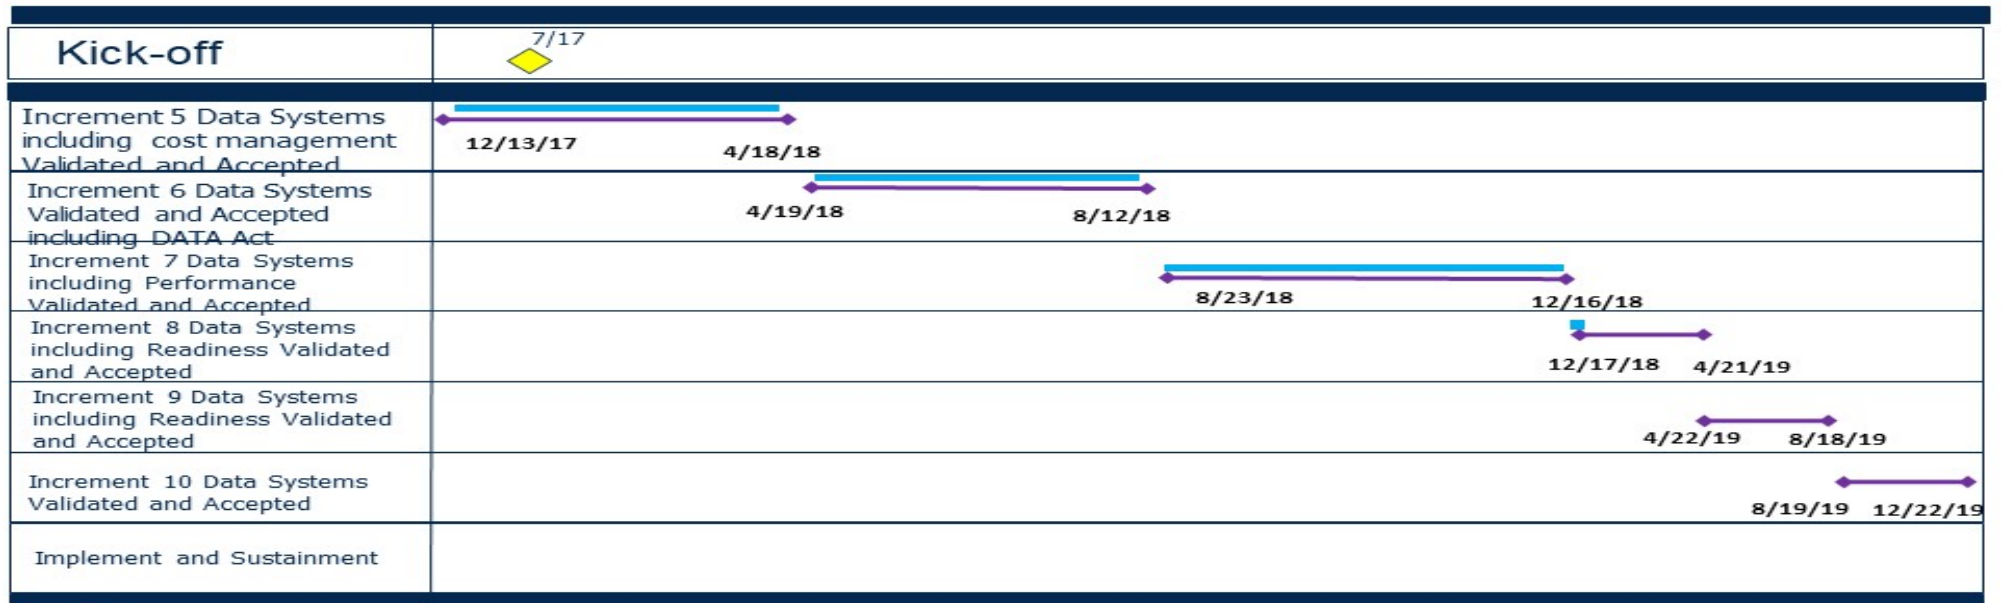 Kick-off
7/17
Increment 5 Data Systems
including cost management
Validated and Accepted
12/13/17
4/18/18
Increment 6 Data Systems
Validated and Accepted
including DATA Act
4/19/18
8/12/18
Increment 7 Data Systems
including Performance
Validated and Accepted
8/23/18
12/16/18
Increment 8 Data Systems
including Readiness Validated
and Accepted
12/17/18
4/21/19
Increment 9 Data Systems
including Readiness Validated
and Accepted
4/22/19
8/18/19
Increment 10 Data Systems
Validated and Accepted
8/19/19
12/22/19
Implement and Sustainment